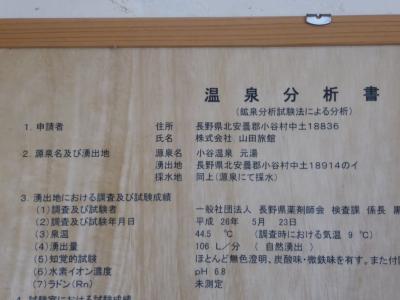 温泉分析書
(鉱泉分析試験法による分析)
1. 申請者 住所 長野県北安曇郡小谷村中土18836
氏名 株式会社 山田旅館
2. 源泉名及び湧出地 源泉名 小谷温泉 元湯
湧出地 長野県北安曇郡小谷村中土18914のイ
採水地 同上(源泉にて採水)
3. 湧出地における調査及び試験成績
(1)調査及び試験者 一般社団法人 長野県薬剤師会 検査課 係長
(2)調査及び試験年月日 平成 26年 5月 23日
(3)泉温 44.5 ℃ (調査時における気温 9 ℃)
(4)湧出量 106 L/分 (自然湧出)
(5)知覚的試験 ほとんど無色澄明、炭酸味・微鉄味を有す。また
(6)水素イオン濃度 pH 6.8
(7)ラドン(Rn) 未測定